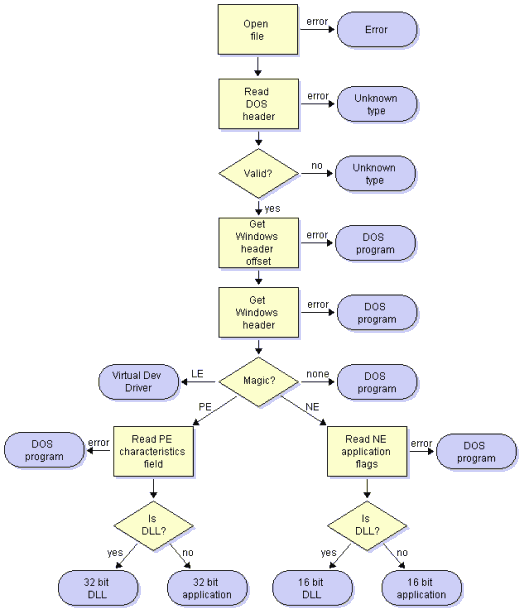 Open
file
error
Error
Read
DOS
header
error
Unknown
type
Valid?
no
Unknown
type
yes
Get
Windows
header
offset
error
DOS
program
Get
Windows
header
error
DOS
program
Magic?
LE
Virtual Dev
Driver
none
DOS
program
PE
NE
Read PE
characteristics
field
error
DOS
program
Read NE
application
flags
error
DOS
program
Is
DLL?
yes
no
32 bit
DLL
32 bit
application
Is
DLL?
yes
no
16 bit
DLL
16 bit
application